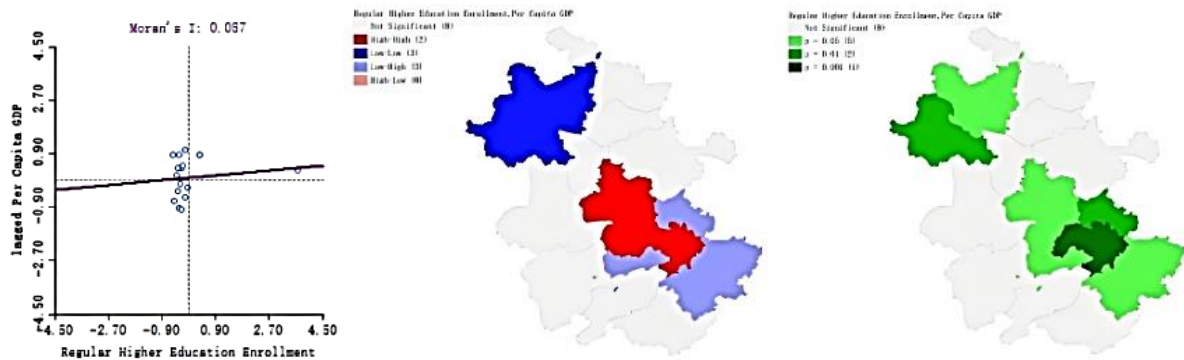 Moran's I: 0.067
4.50
2.70
0.90
-0.90
-2.70
-4.50
lagged Per Capita GDP
-4.50 -2.70 -0.90 0.90 2.70 4.50
Regular Higher Education Enrollment
Regular Higher Education Enrollment,Per Capita GDP
Not Significant (8)
High-High (2)
Low-Low (3)
Low-High (3)
High-Low (0)
Regular Higher Education Enrollment,Per Capita GDP
Not Significant (8)
p = 0.05 (5)
p = 0.01 (2)
p = 0.001 (1)